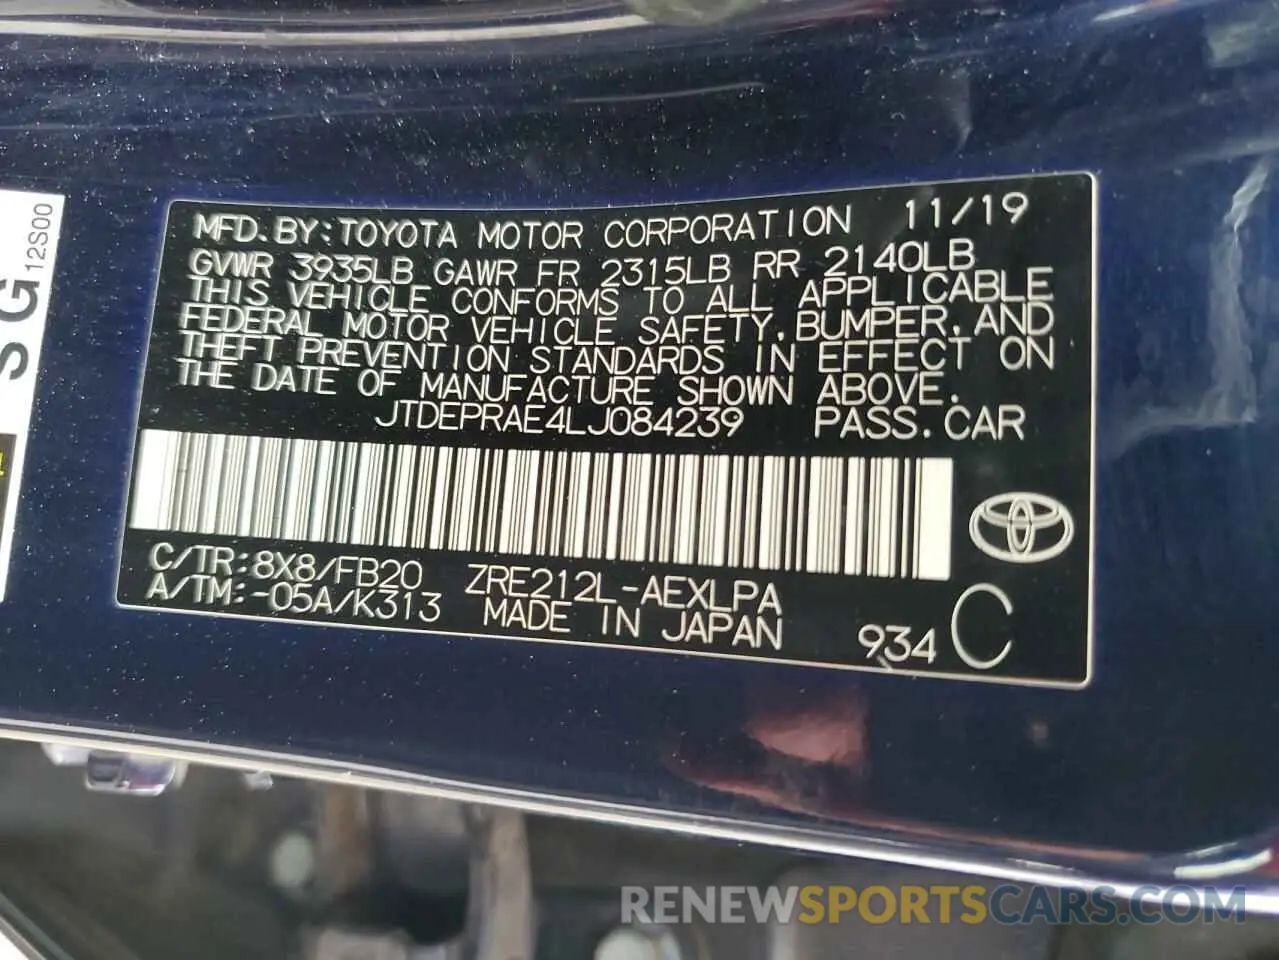 MFD. BY: TOYOTA MOTOR CORPORATION 11/19
GVWR 3935LB GAWR FR 2315LB RR 2140LB
THIS VEHICLE CONFORMS TO ALL APPLICABLE
FEDERAL MOTOR VEHICLE SAFETY, BUMPER, AND
THEFT PREVENTION STANDARDS IN EFFECT ON
THE DATE OF MANUFACTURE SHOWN ABOVE.
JTDEPRAE4LJ084239 PASS. CAR
C/TR: 8X8/FB20 ZRE212L-AEXLPA
A/TM: -05A/K313 MADE IN JAPAN 934 C
SG
12S00
RENEWSPORTSCARS.COM